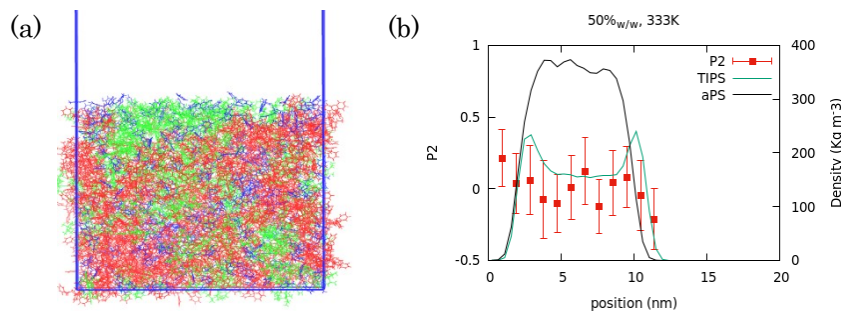 (a)
(b)
50%w/w, 333K
P2
TIPS
aPS
1
0.5
0
-0.5
P2
400
300
200
100
0
Density (Kg m-3)
0
5
10
15
20
position (nm)